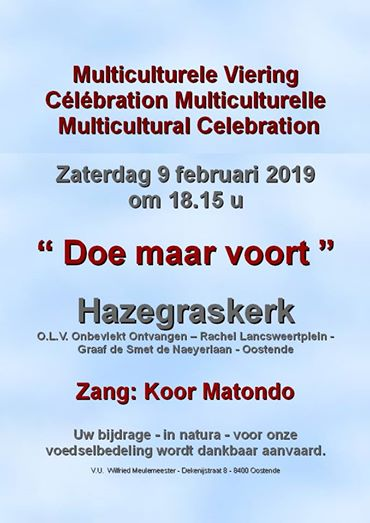 Multiculturele Viering
Célébration Multiculturelle
Multicultural Celebration
Zaterdag 9 februari 2019
om 18.15 u
“ Doe maar voort ”
Hazegraskerk
O.L.V. Onbevlekt Ontvangen – Rachel Lancsweertplein -
Graaf de Smet de Naeyerlaan - Oostende
Zang: Koor Matondo
Uw bijdrage - in natura - voor onze
voedselbedeling wordt dankbaar aanvaard.
V.U. Wilfried Meulemeester - Dekenijstraat 8 - 8400 Oostende